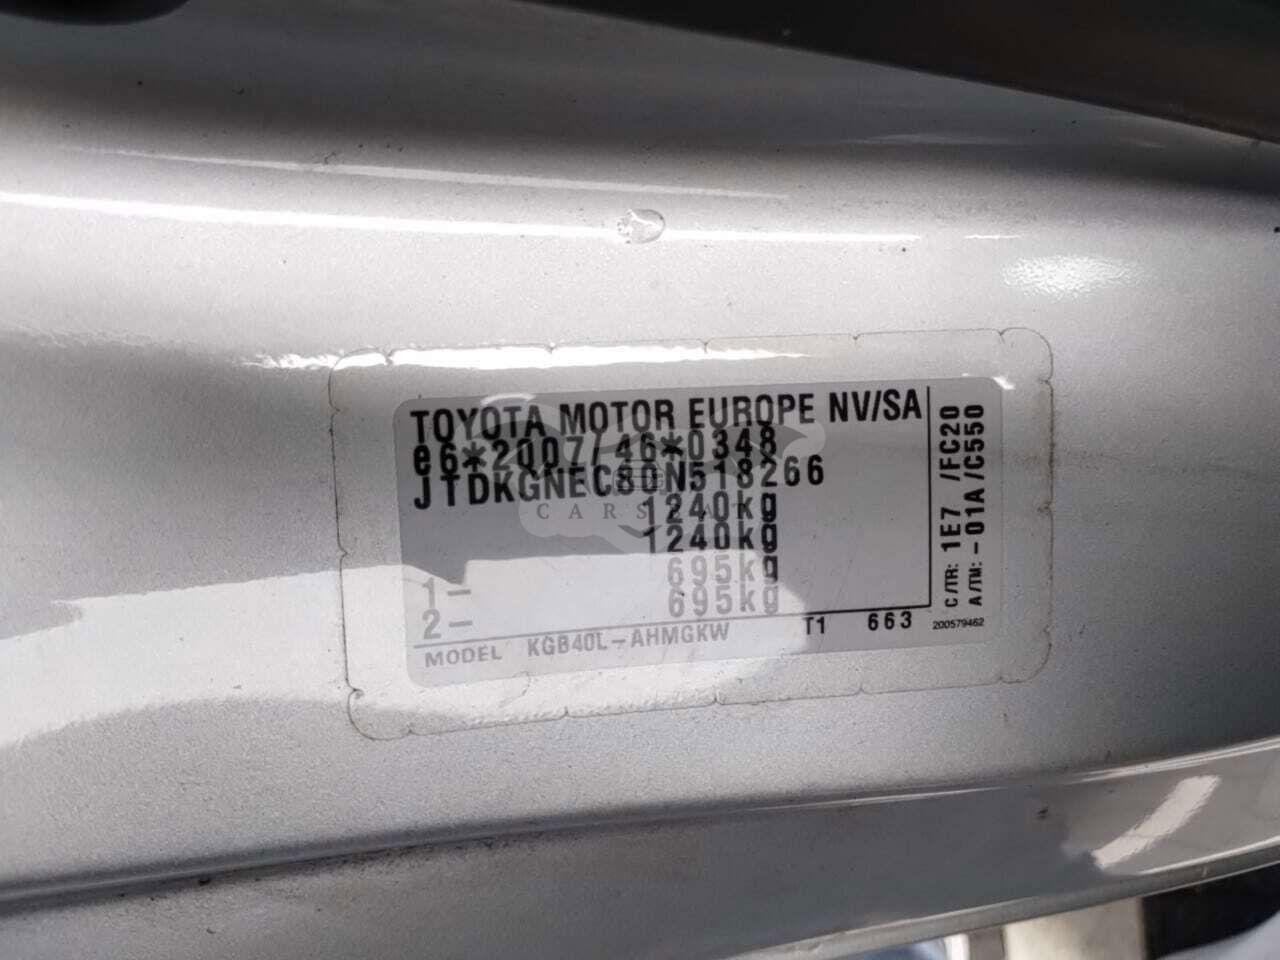 TOYOTA MOTOR EUROPE NV/SA
e6*2007/46*0348
JTDKGNEC80N518266
1240kg
1240kg
1- 695kg
2- 695kg
MODEL KGB40L-AHMGKW T1 663
C/TR: 1E7 /FC20
A/TM: -01A /C550
200579462